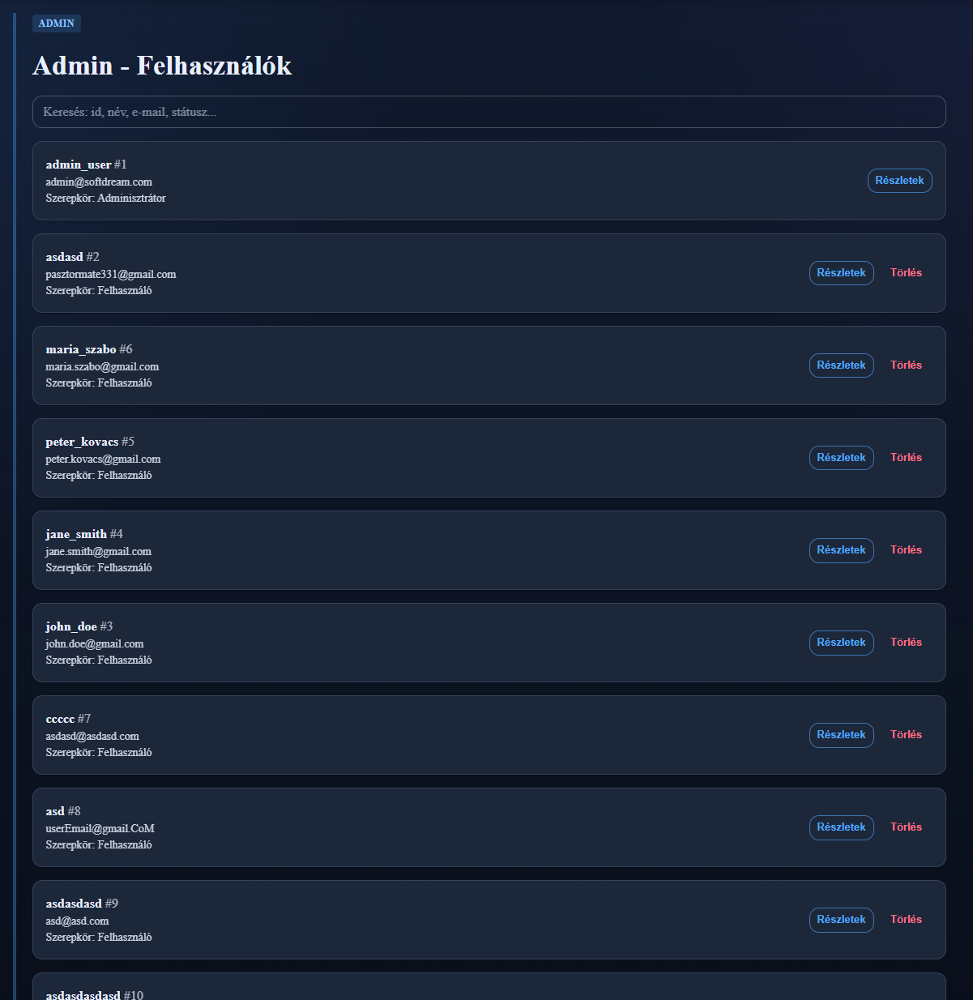 ADMIN
Admin - Felhasználók
Keresés: id, név, e-mail, státusz...
admin_user #1
admin@softdream.com
Szerepkör: Adminisztrátor
Részletek
asdasd #2
pasztormate331@gmail.com
Szerepkör: Felhasználó
Részletek Törlés
maria_szabo #6
maria.szabo@gmail.com
Szerepkör: Felhasználó
Részletek Törlés
peter_kovacs #5
peter.kovacs@gmail.com
Szerepkör: Felhasználó
Részletek Törlés
jane_smith #4
jane.smith@gmail.com
Szerepkör: Felhasználó
Részletek Törlés
john_doe #3
john.doe@gmail.com
Szerepkör: Felhasználó
Részletek Törlés
ccccc #7
asdasd@asdasd.com
Szerepkör: Felhasználó
Részletek Törlés
asd #8
userEmail@gmail.CoM
Szerepkör: Felhasználó
Részletek Törlés
asdasdasd #9
asd@asd.com
Szerepkör: Felhasználó
Részletek Törlés
asdasdasdasd #10